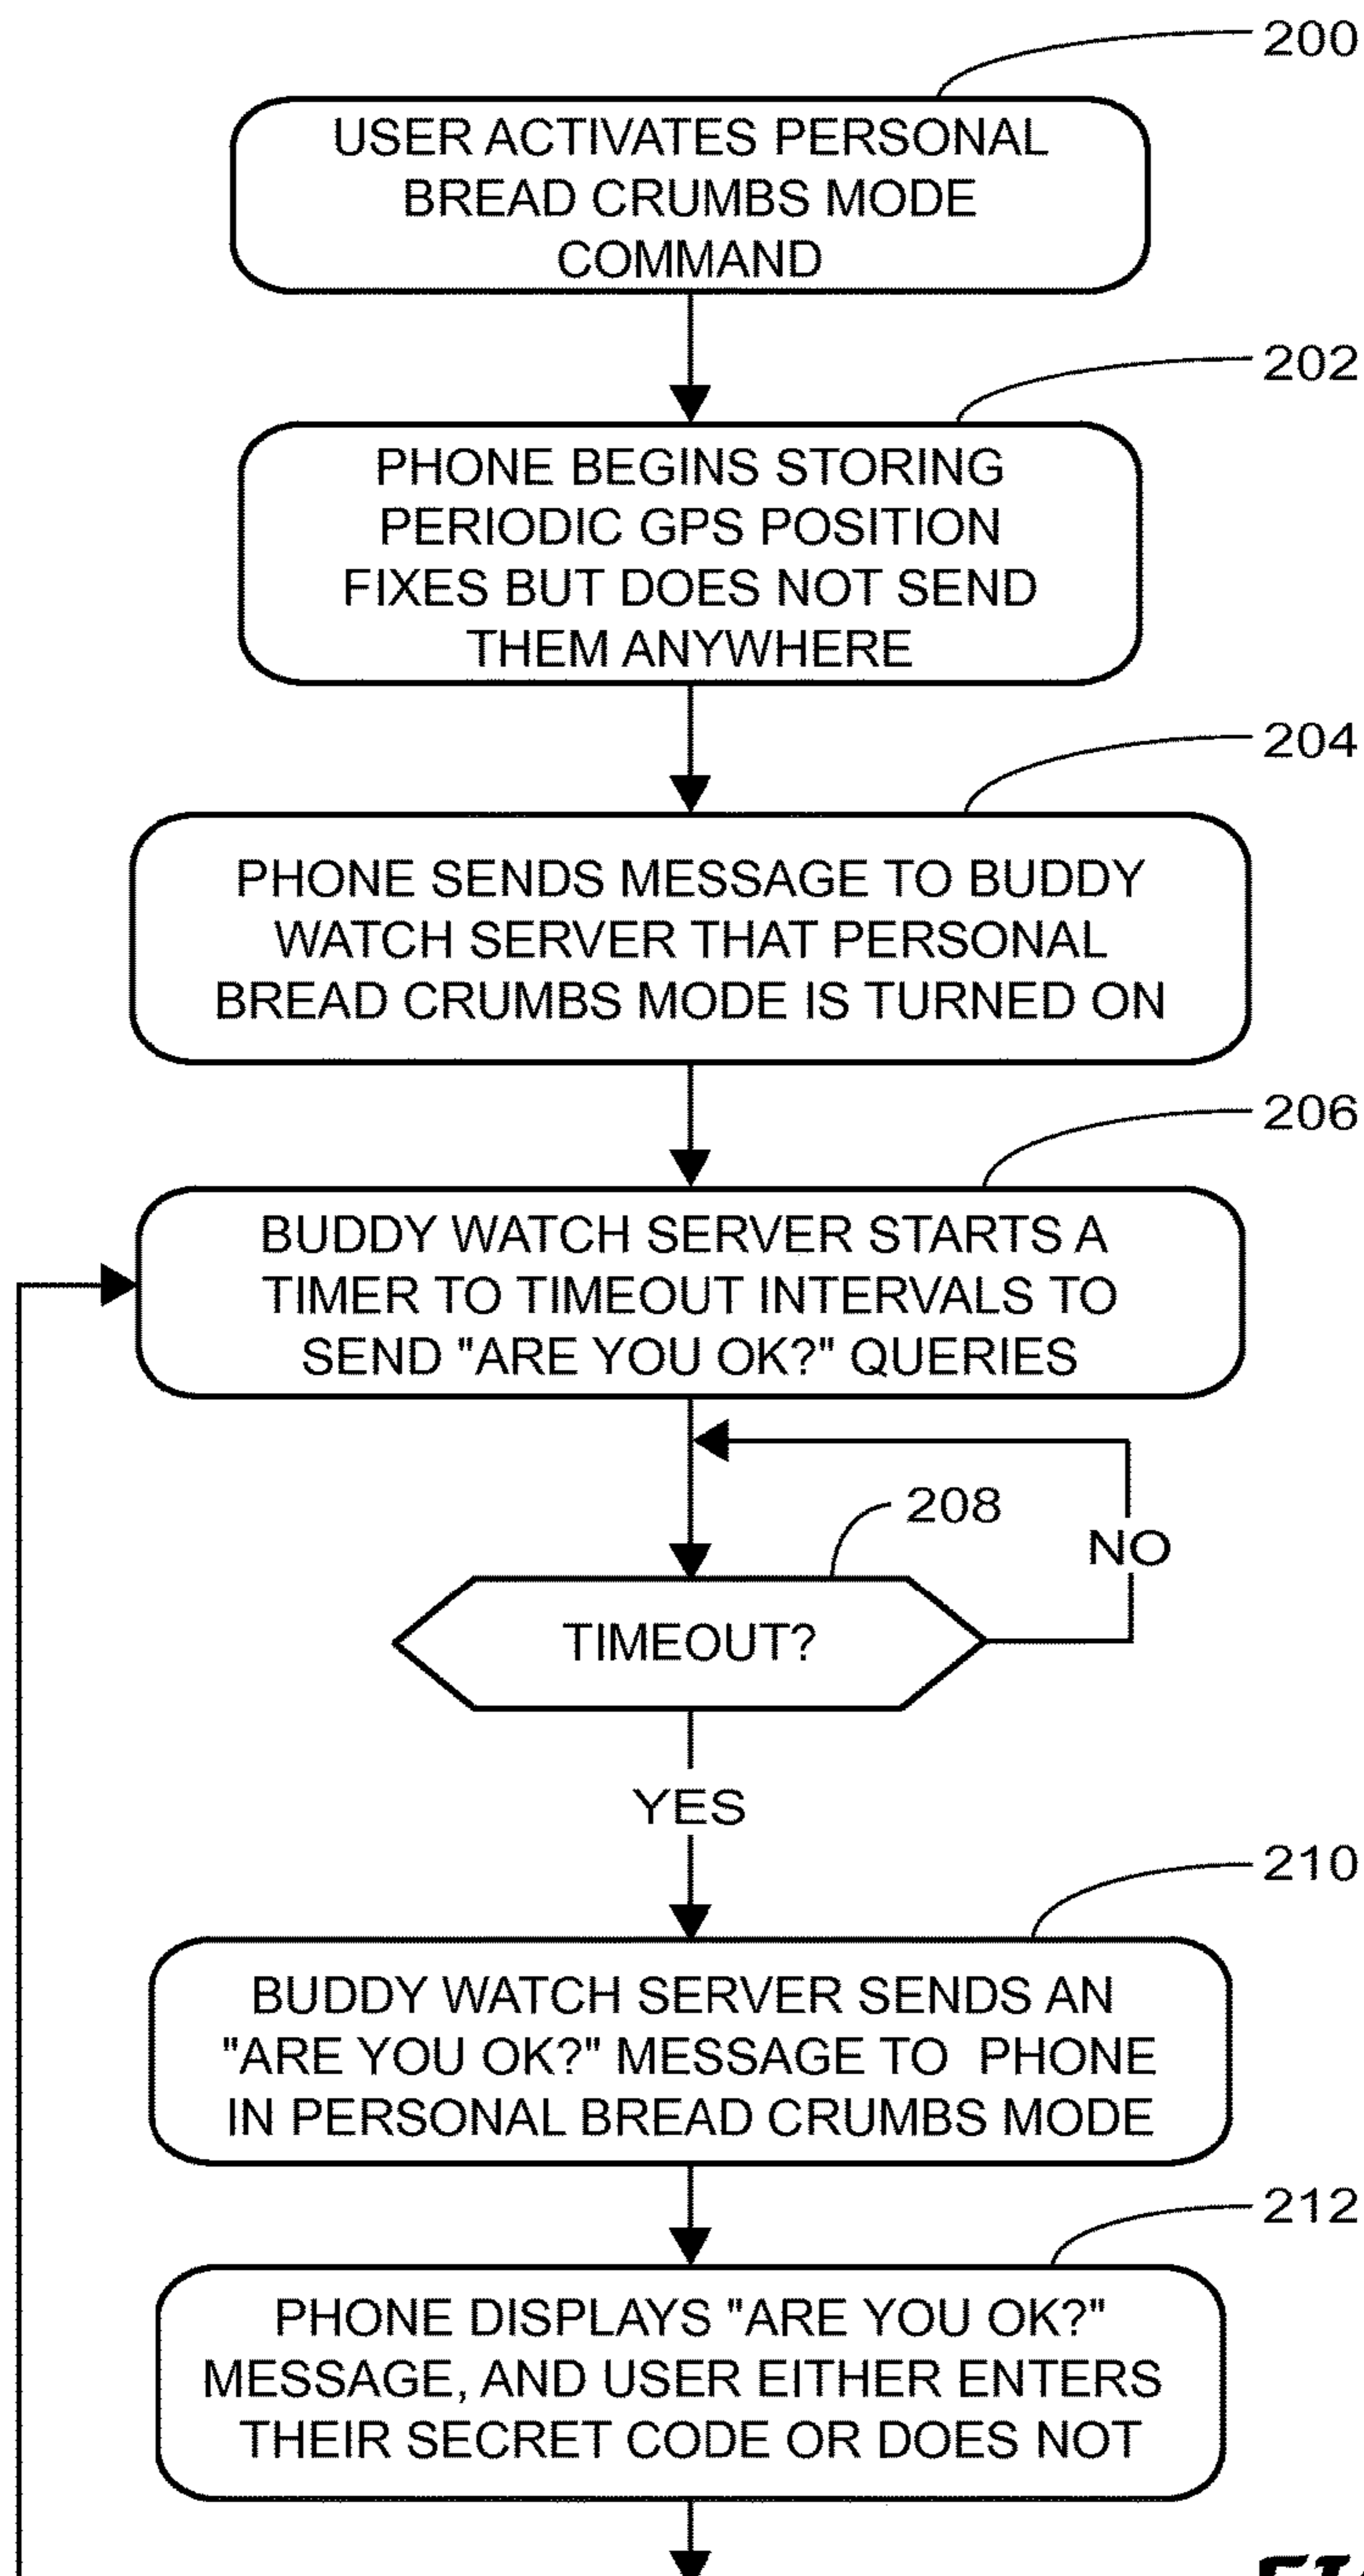 200
USER ACTIVATES PERSONAL
BREAD CRUMBS MODE
COMMAND
202
PHONE BEGINS STORING
PERIODIC GPS POSITION
FIXES BUT DOES NOT SEND
THEM ANYWHERE
204
PHONE SENDS MESSAGE TO BUDDY
WATCH SERVER THAT PERSONAL
BREAD CRUMBS MODE IS TURNED ON
206
BUDDY WATCH SERVER STARTS A
TIMER TO TIMEOUT INTERVALS TO
SEND "ARE YOU OK?" QUERIES
208
NO
TIMEOUT?
YES
210
BUDDY WATCH SERVER SENDS AN
"ARE YOU OK?" MESSAGE TO PHONE
IN PERSONAL BREAD CRUMBS MODE
212
PHONE DISPLAYS "ARE YOU OK?"
MESSAGE, AND USER EITHER ENTERS
THEIR SECRET CODE OR DOES NOT